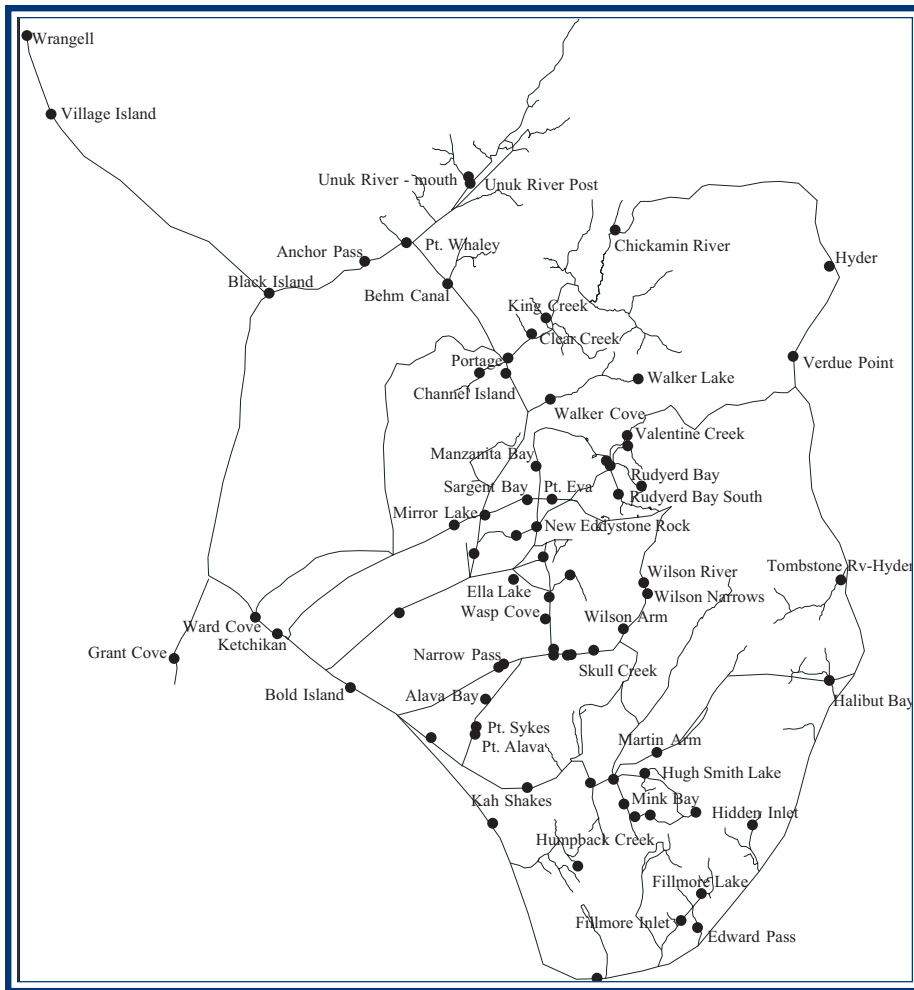 Wrangell
Village Island
Unuk River - mouth
Unuk River Post
Pt. Whaley
Chickamin River
Anchor Pass
Hyder
Black Island
Behm Canal
King Creek
Clear Creek
Portage
Verdue Point
Walker Lake
Channel Island
Walker Cove
Valentine Creek
Manzanita Bay
Rudyerd Bay
Sargent Bay
Pt. Eva
Rudyerd Bay South
Mirror Lake
New Eddystone Rock
Tombstone Rv-Hyder
Wilson River
Ella Lake
Wilson Narrows
Wasp Cove
Wilson Arm
Ward Cove
Ketchikan
Grant Cove
Narrow Pass
Skull Creek
Bold Island
Alava Bay
Halibut Bay
Pt. Sykes
Martin Arm
Pt. Alava
Hugh Smith Lake
Kah Shakes
Mink Bay
Hidden Inlet
Humpback Creek
Fillmore Lake
Fillmore Inlet
Edward Pass